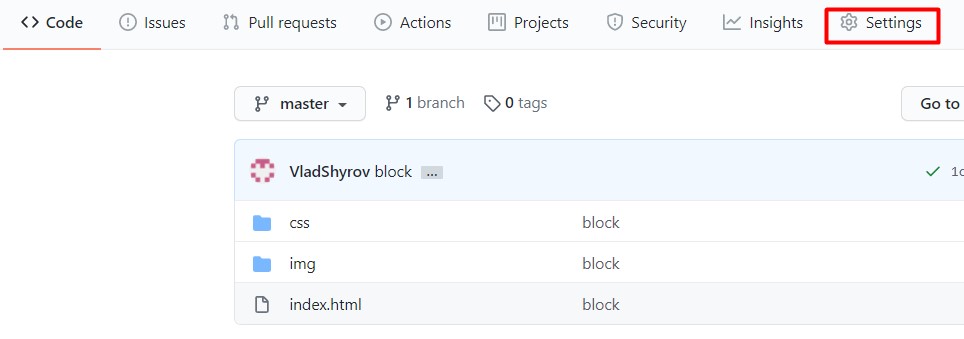 Code Issues Pull requests Actions Projects Security Insights Settings
master 1 branch 0 tags Go to
VladShyrov block ...
css block
img block
index.html block